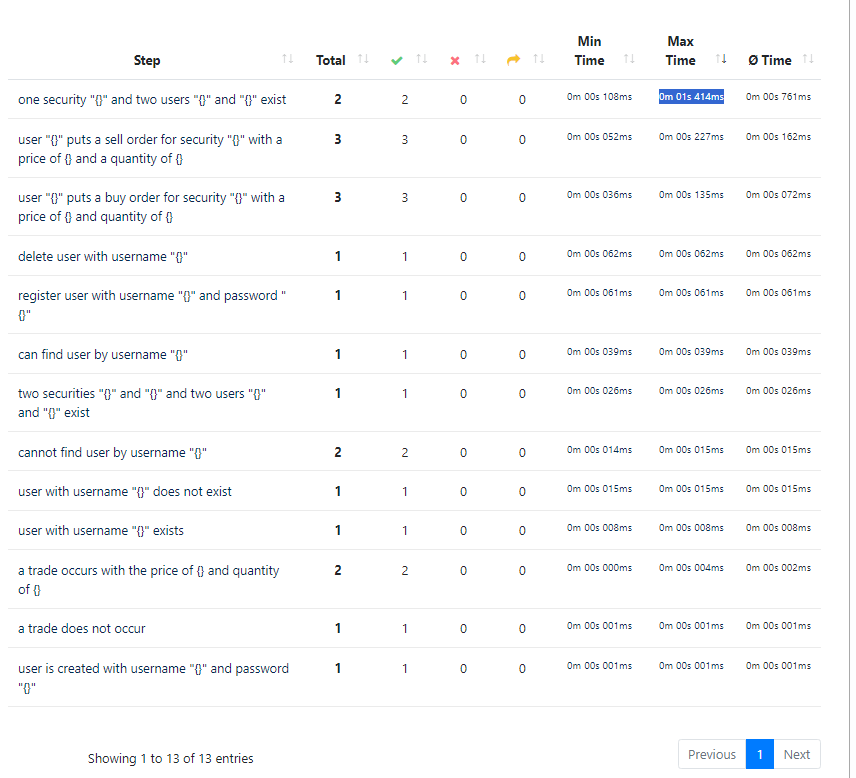 Step Total Min Time Max Time Ø Time
one security "{}" and two users "{}" and "{}" exist 2 2 0 0 0m 00s 108ms 0m 01s 414ms 0m 00s 761ms
user "{}" puts a sell order for security "{}" with a 3 3 0 0 0m 00s 052ms 0m 00s 227ms 0m 00s 162ms
price of {} and a quantity of {}
user "{}" puts a buy order for security "{}" with a 3 3 0 0 0m 00s 036ms 0m 00s 135ms 0m 00s 072ms
price of {} and quantity of {}
delete user with username "{}" 1 1 0 0 0m 00s 062ms 0m 00s 062ms 0m 00s 062ms
register user with username "{}" and password " 1 1 0 0 0m 00s 061ms 0m 00s 061ms 0m 00s 061ms
{}"
can find user by username "{}" 1 1 0 0 0m 00s 039ms 0m 00s 039ms 0m 00s 039ms
two securities "{}" and "{}" and two users "{}" 1 1 0 0 0m 00s 026ms 0m 00s 026ms 0m 00s 026ms
and "{}" exist
cannot find user by username "{}" 2 2 0 0 0m 00s 014ms 0m 00s 015ms 0m 00s 015ms
user with username "{}" does not exist 1 1 0 0 0m 00s 015ms 0m 00s 015ms 0m 00s 015ms
user with username "{}" exists 1 1 0 0 0m 00s 008ms 0m 00s 008ms 0m 00s 008ms
a trade occurs with the price of {} and quantity 2 2 0 0 0m 00s 000ms 0m 00s 004ms 0m 00s 002ms
of {}
a trade does not occur 1 1 0 0 0m 00s 001ms 0m 00s 001ms 0m 00s 001ms
user is created with username "{}" and password 1 1 0 0 0m 00s 001ms 0m 00s 001ms 0m 00s 001ms
"{}"
Showing 1 to 13 of 13 entries
Previous 1 Next